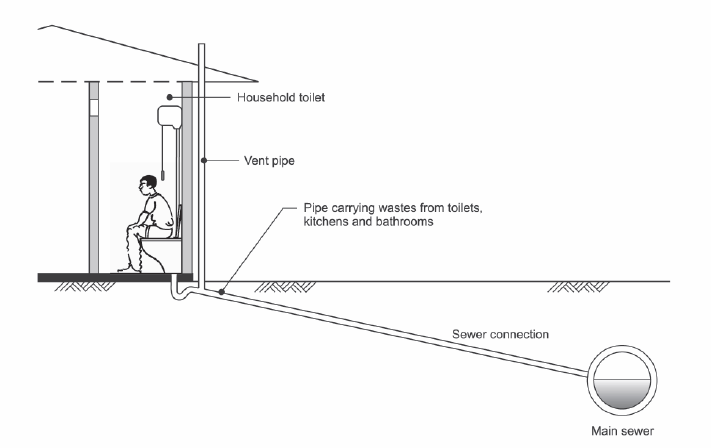 Household toilet
Vent pipe
Pipe carrying wastes from toilets,
kitchens and bathrooms
Sewer connection
Main sewer